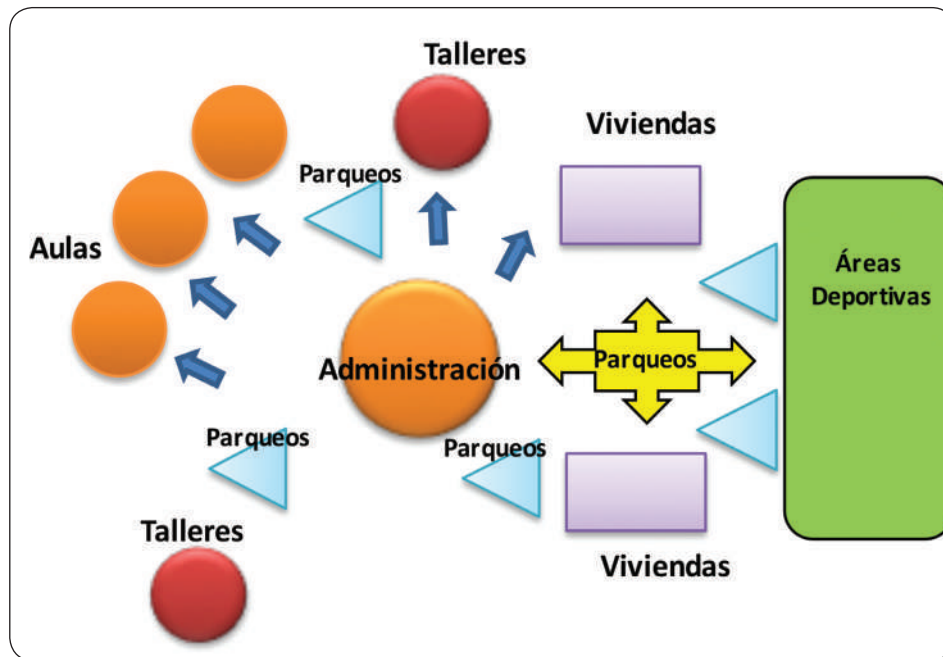 Talleres
Viviendas
Parqueos
Aulas
Áreas
Deportivas
Administración
Parqueos
Parqueos
Parqueos
Talleres
Viviendas